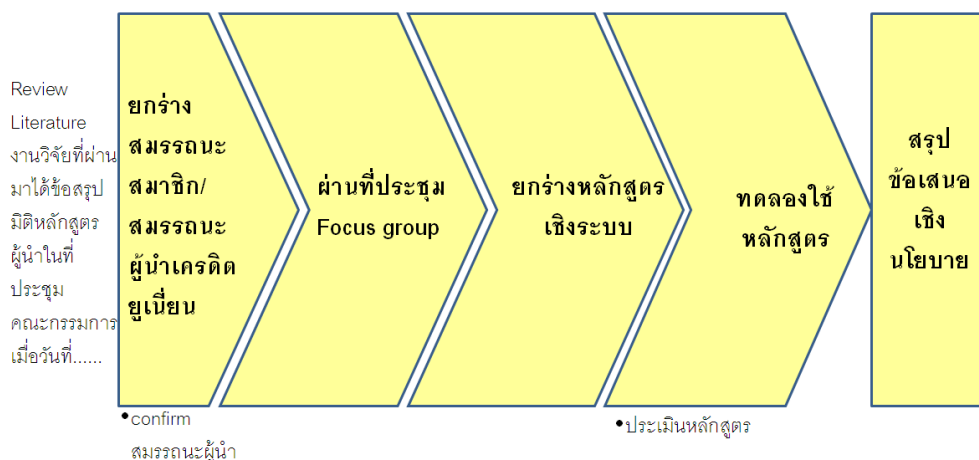 Review
Literature
งานวิจัยที่ผ่าน
มาได้ข้อสรุป
มิติหลักสูตร
ผู้นำในที่
ประชุม
คณะกรรมการ
เมื่อวันที่......
ยกร่าง
สมรรถนะ
สมาชิก/
สมรรถนะ
ผู้นำเครดิต
ยูเนี่ยน
•confirm
สมรรถนะผู้นำ
ผ่านที่ประชุม
Focus group
ยกร่างหลักสูตร
เชิงระบบ
ทดลองใช้
หลักสูตร
•ประเมินหลักสูตร
สรุป
ข้อเสนอ
เชิง
นโยบาย